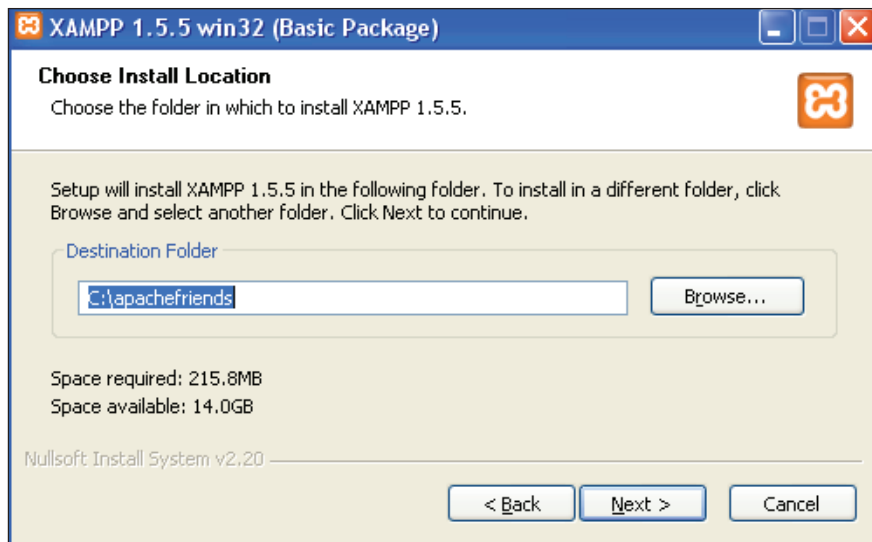 XAMPP 1.5.5 win32 (Basic Package)
Choose Install Location
Choose the folder in which to install XAMPP 1.5.5.
Setup will install XAMPP 1.5.5 in the following folder. To install in a different folder, click
Browse and select another folder. Click Next to continue.
Destination Folder
C:\apachefriends
Browse...
Space required: 215.8MB
Space available: 14.0GB
Nullsoft Install System v2.20
< Back
Next >
Cancel